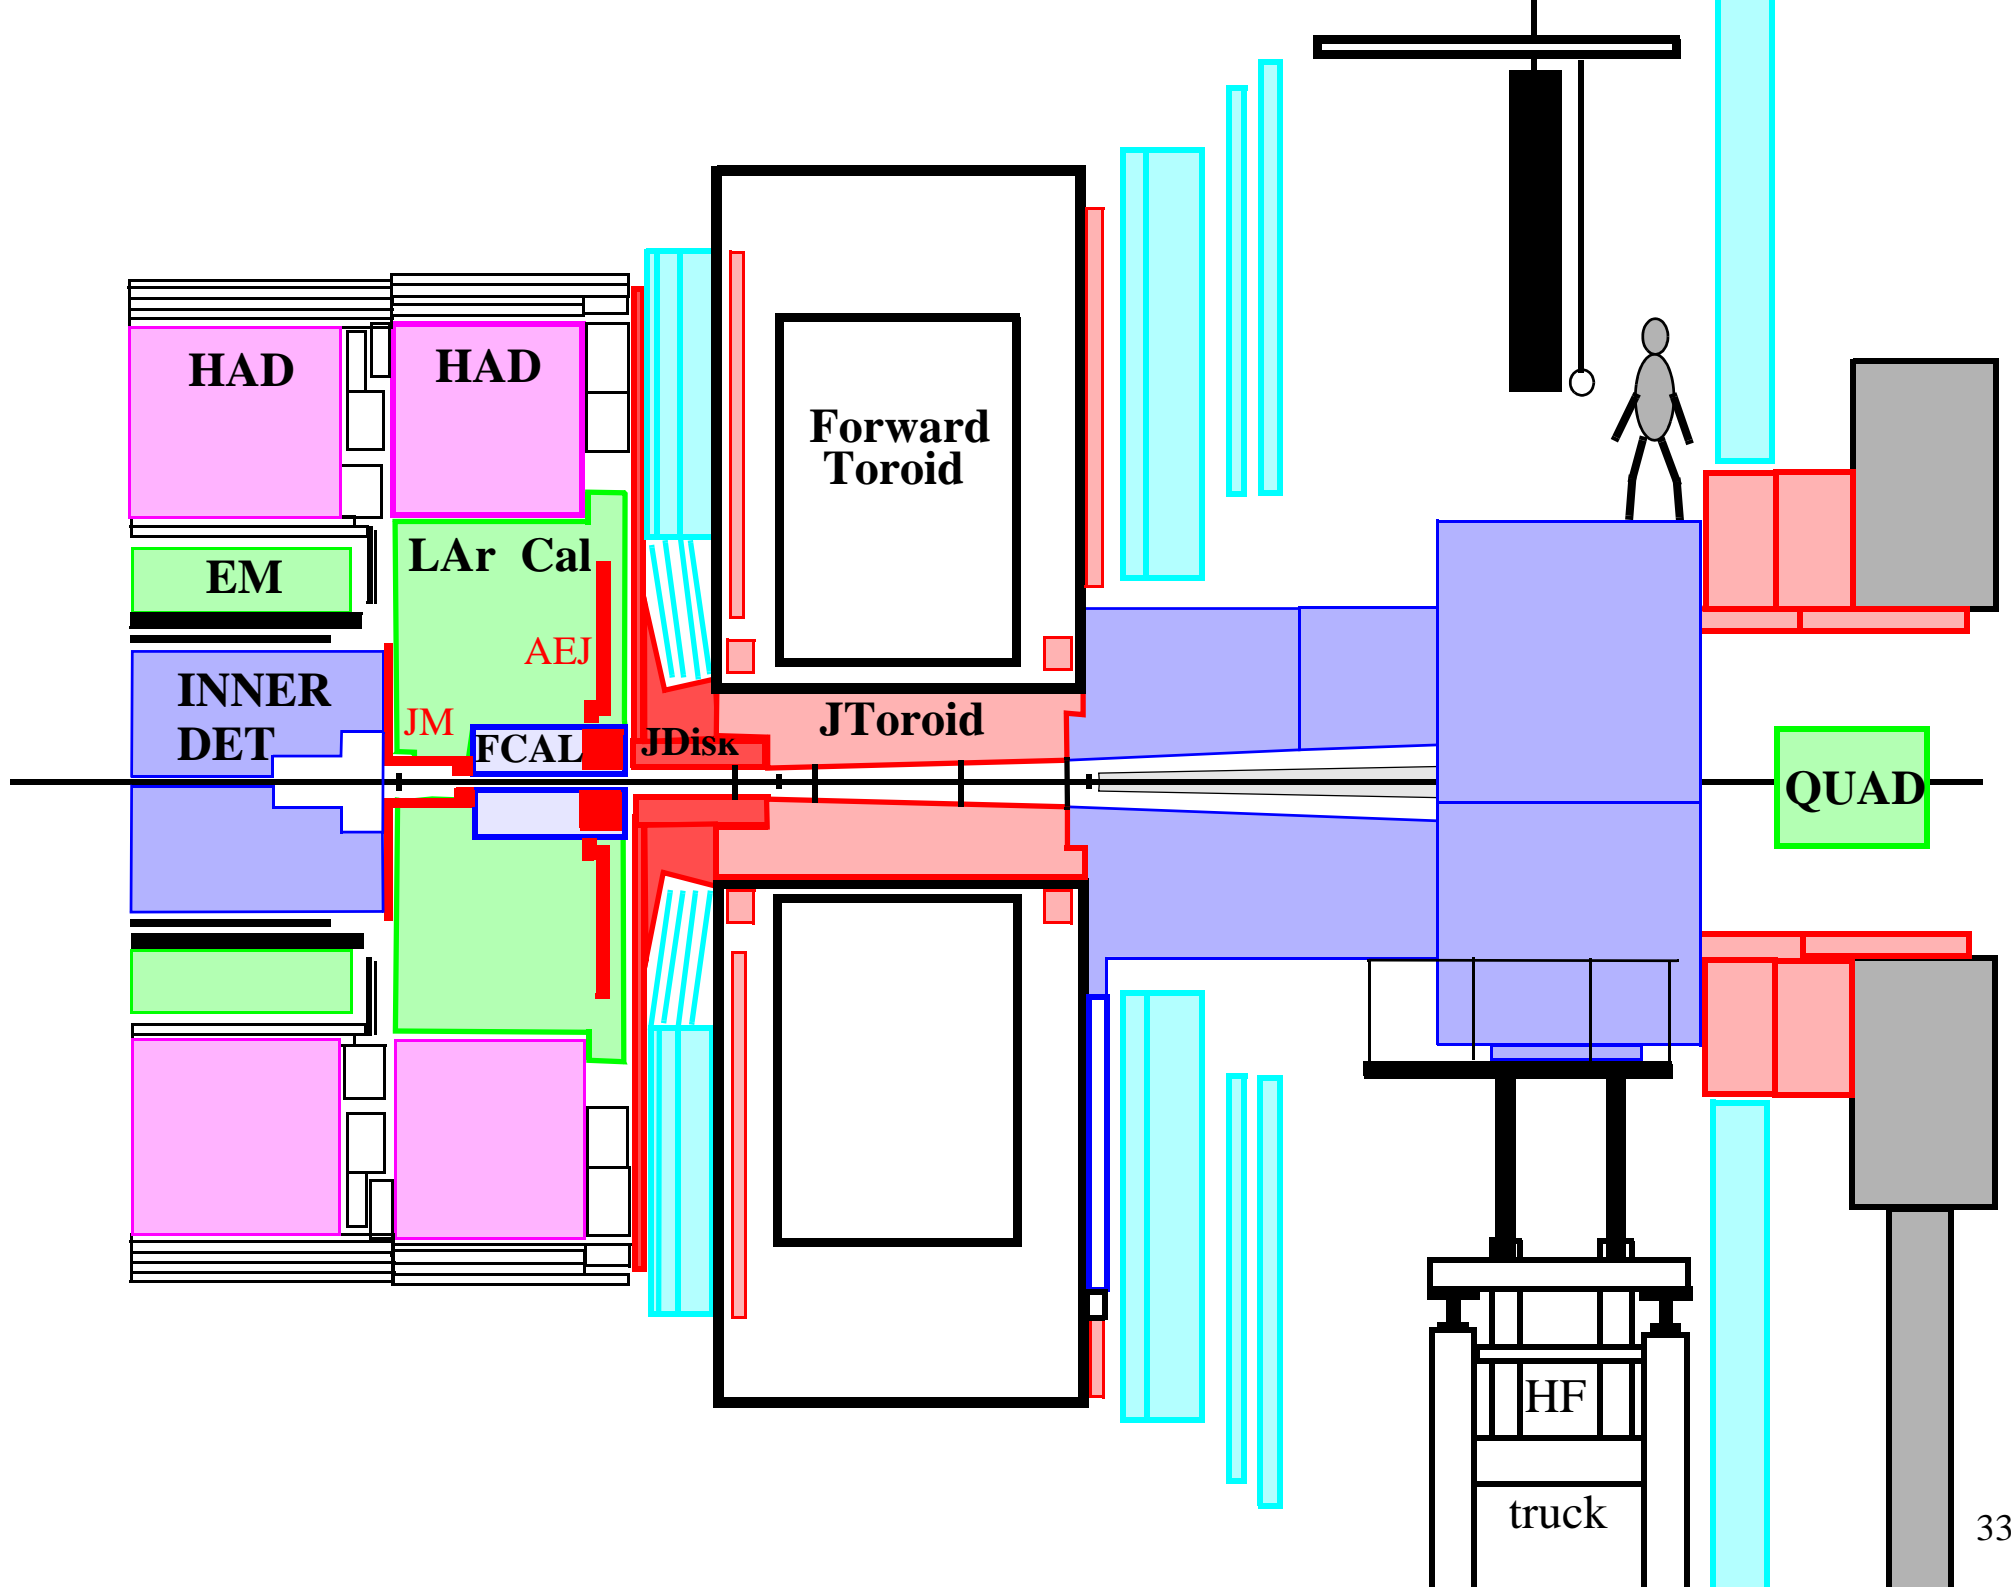 HAD
HAD
Forward
Toroid
LAr Cal
EM
AEJ
INNER
DET
JM
FCAL
JDisk
JToroid
QUAD
HF
truck
33